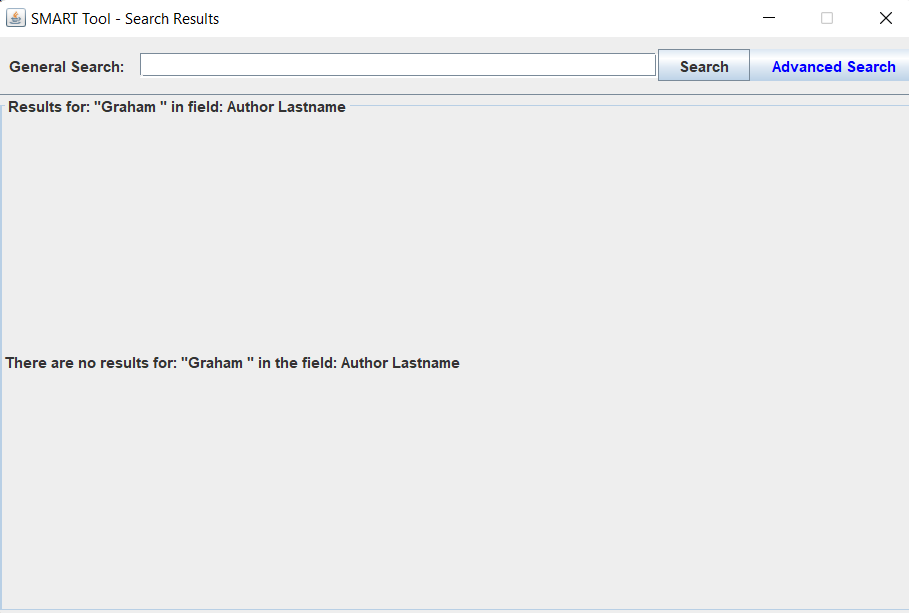 SMART Tool - Search Results
General Search: Search Advanced Search
Results for: "Graham " in field: Author Lastname
There are no results for: "Graham " in the field: Author Lastname